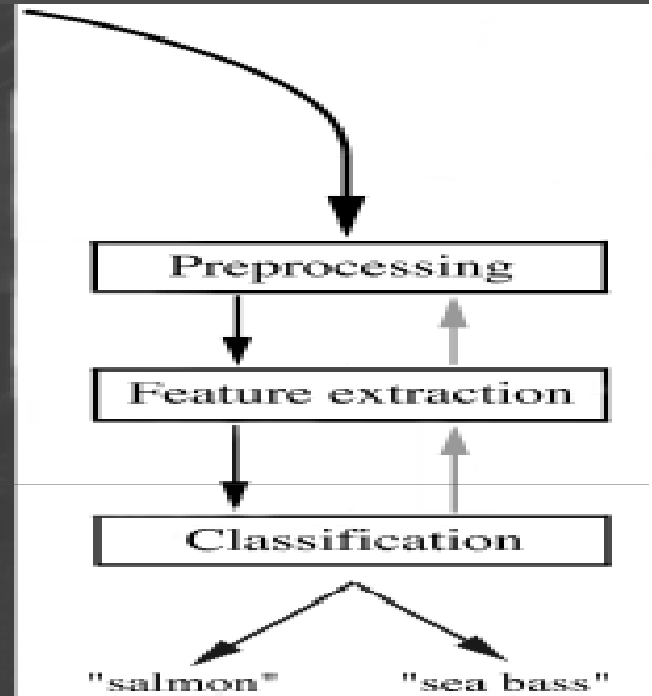 Preprocessing
Feature extraction
Classification
"salmon" "sea bass"